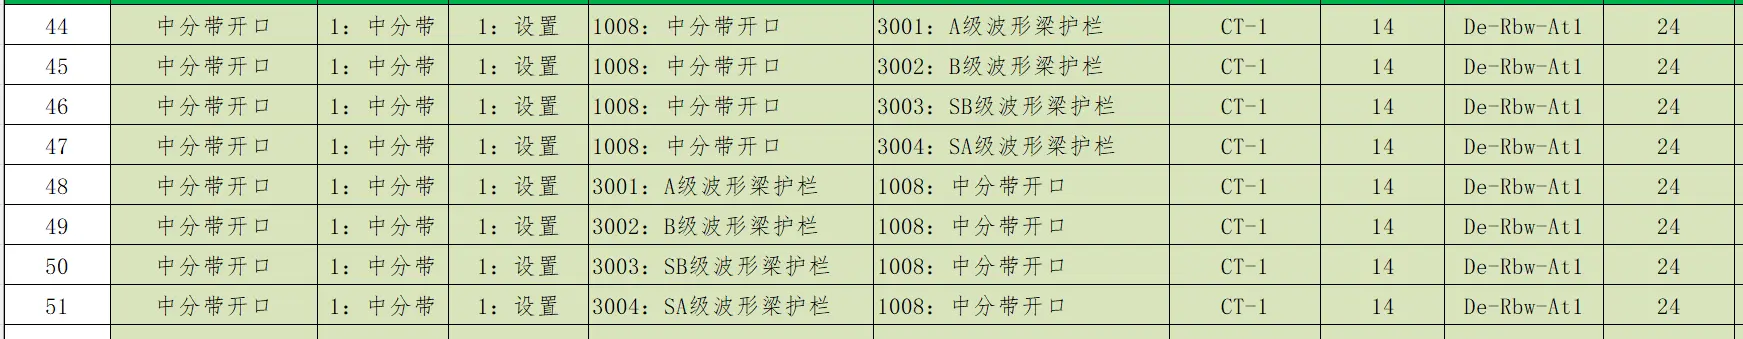 44 中分带开口 1：中分带 1：设置 1008：中分带开口 3001：A级波形梁护栏 CT-1 14 De-Rbw-At1 24
45 中分带开口 1：中分带 1：设置 1008：中分带开口 3002：B级波形梁护栏 CT-1 14 De-Rbw-At1 24
46 中分带开口 1：中分带 1：设置 1008：中分带开口 3003：SB级波形梁护栏 CT-1 14 De-Rbw-At1 24
47 中分带开口 1：中分带 1：设置 1008：中分带开口 3004：SA级波形梁护栏 CT-1 14 De-Rbw-At1 24
48 中分带开口 1：中分带 1：设置 3001：A级波形梁护栏 1008：中分带开口 CT-1 14 De-Rbw-At1 24
49 中分带开口 1：中分带 1：设置 3002：B级波形梁护栏 1008：中分带开口 CT-1 14 De-Rbw-At1 24
50 中分带开口 1：中分带 1：设置 3003：SB级波形梁护栏 1008：中分带开口 CT-1 14 De-Rbw-At1 24
51 中分带开口 1：中分带 1：设置 3004：SA级波形梁护栏 1008：中分带开口 CT-1 14 De-Rbw-At1 24